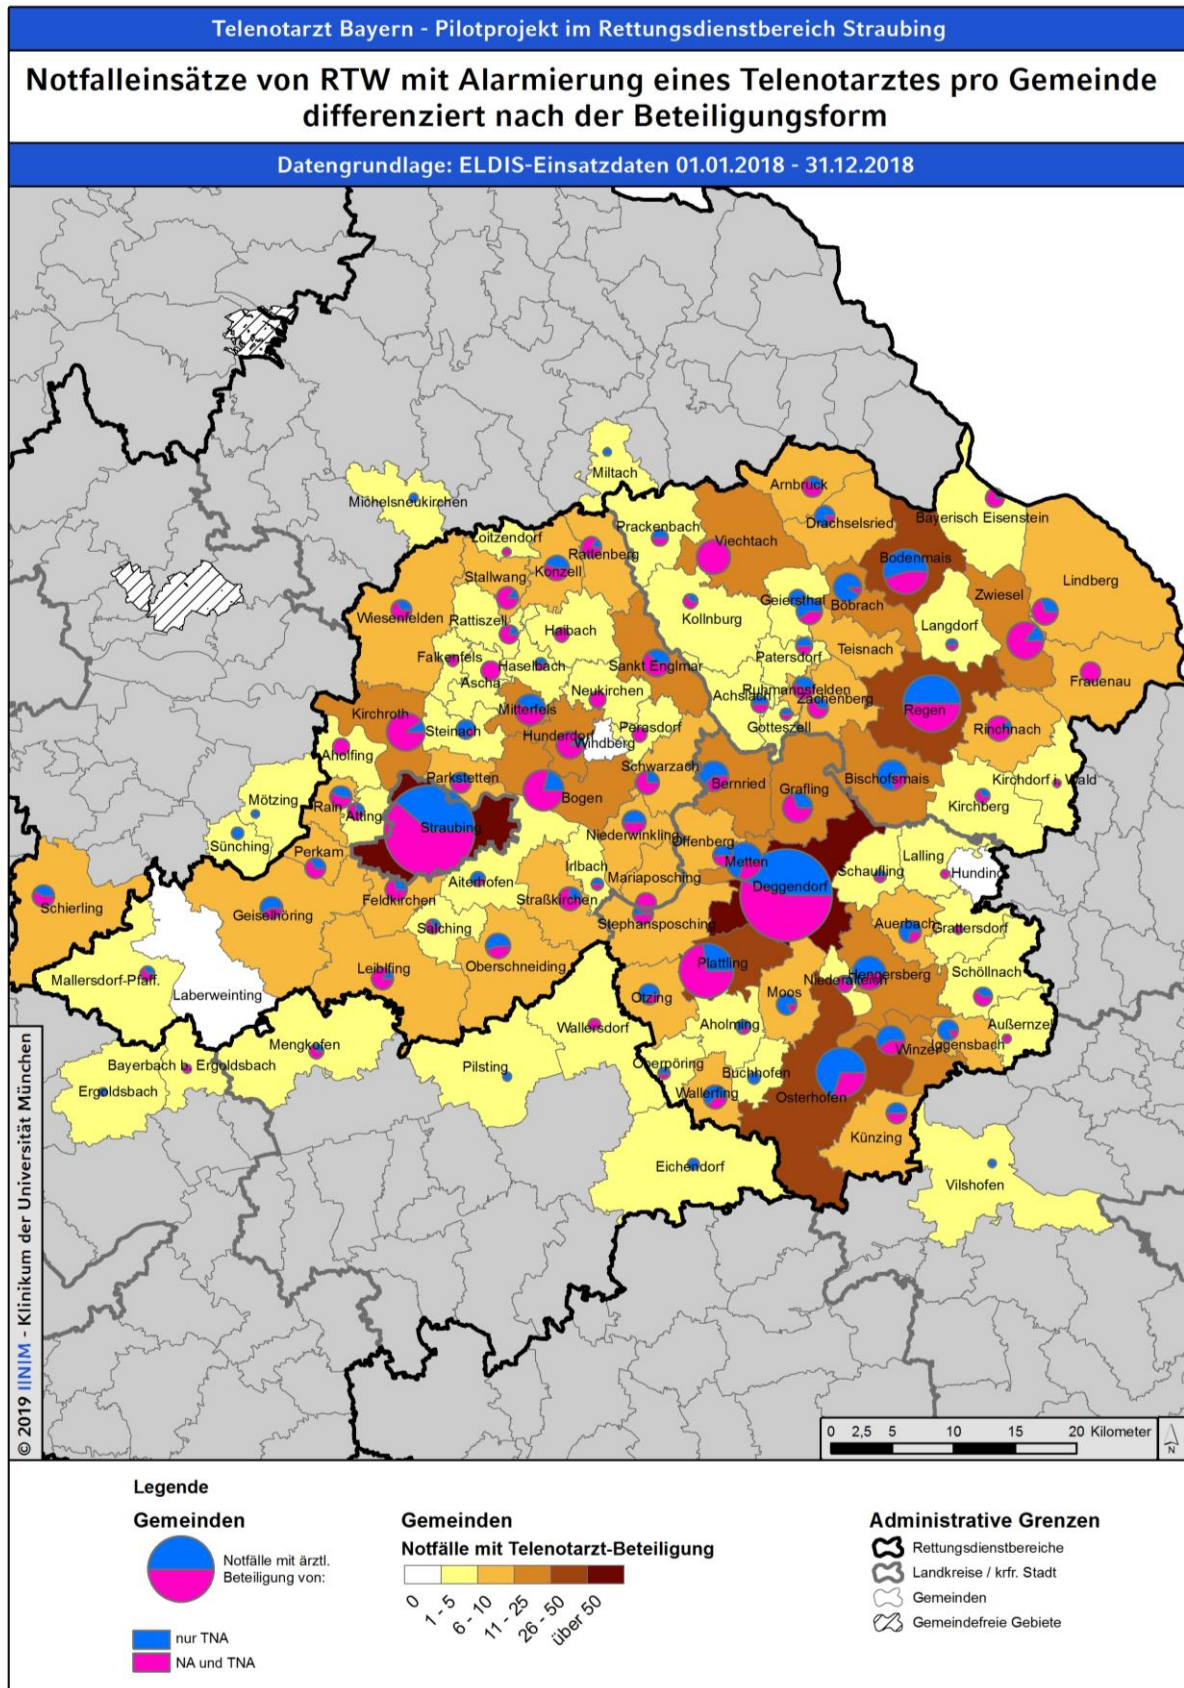 Telenotarzt Bayern - Pilotprojekt im Rettungsdienstbereich Straubing
Notfalleinsätze von RTW mit Alarmierung eines Telenotarztes pro Gemeinde
differenziert nach der Beteiligungsform
Datengrundlage: ELDIS-Einsatzdaten 01.01.2018 - 31.12.2018
Miltach
Michelsneukirchen
Arnbruck
Drachselsried
Bayerisch Eisenstein
Prackenbach
Viechtach
Loitzendorf
Rattenberg
Konzell
Stallwang
Bodenmais
Lindberg
Zwiesel
Wiesenfelden
Rattiszell
Haibach
Kollnburg
Geiersthal
Böbrach
Langdorf
Teisnach
Patersdorf
Falkenfels
Ascha
Haselbach
Sankt Englmar
Frauenau
Neukirchen
Achslach
Ruhmannsfelden
Zachenberg
Gotteszell
Regen
Rinchnach
Kirchroth
Mitterfels
Steinach
Hunderdorf
Windberg
Perasdorf
Aholfing
Schwarzach
Parkstetten
Bogen
Bernried
Grafling
Bischofsmais
Kirchdorf i. Wald
Kirchberg
Mötzing
Rain
Atting
Straubing
Niederwinkling
Offenberg
Sünching
Perkam
Metten
Irlbach
Mariaposching
Deggendorf
Schaufling
Lalling
Hunding
Aiterhofen
Schierling
Geiselhöring
Feldkirchen
Straßkirchen
Stephansposching
Salching
Auerbach
Grattersdorf
Oberschneiding
Mallersdorf-Pfaff.
Leiblfing
Laberweinting
Plattling
Hengersberg
Niederalteich
Schöllnach
Otzing
Moos
Wallersdorf
Aholming
Außernzell
Iggensbach
Winzer
Mengkofen
Bayerbach b. Ergoldsbach
Ergoldsbach
Pilsting
Oberpöring
Buchhofen
Wallerfing
Osterhofen
Künzing
Eichendorf
Vilshofen
© 2019 IINIM - Klinikum der Universität München
0 2,5 5 10 15 20 Kilometer
N
Legende
Gemeinden
Notfälle mit ärztl.
Beteiligung von:
nur TNA
NA und TNA
Gemeinden
Notfälle mit Telenotarzt-Beteiligung
0
1 - 5
6 - 10
11 - 25
26 - 50
über 50
Administrative Grenzen
Rettungsdienstbereiche
Landkreise / krfr. Stadt
Gemeinden
Gemeindefreie Gebiete